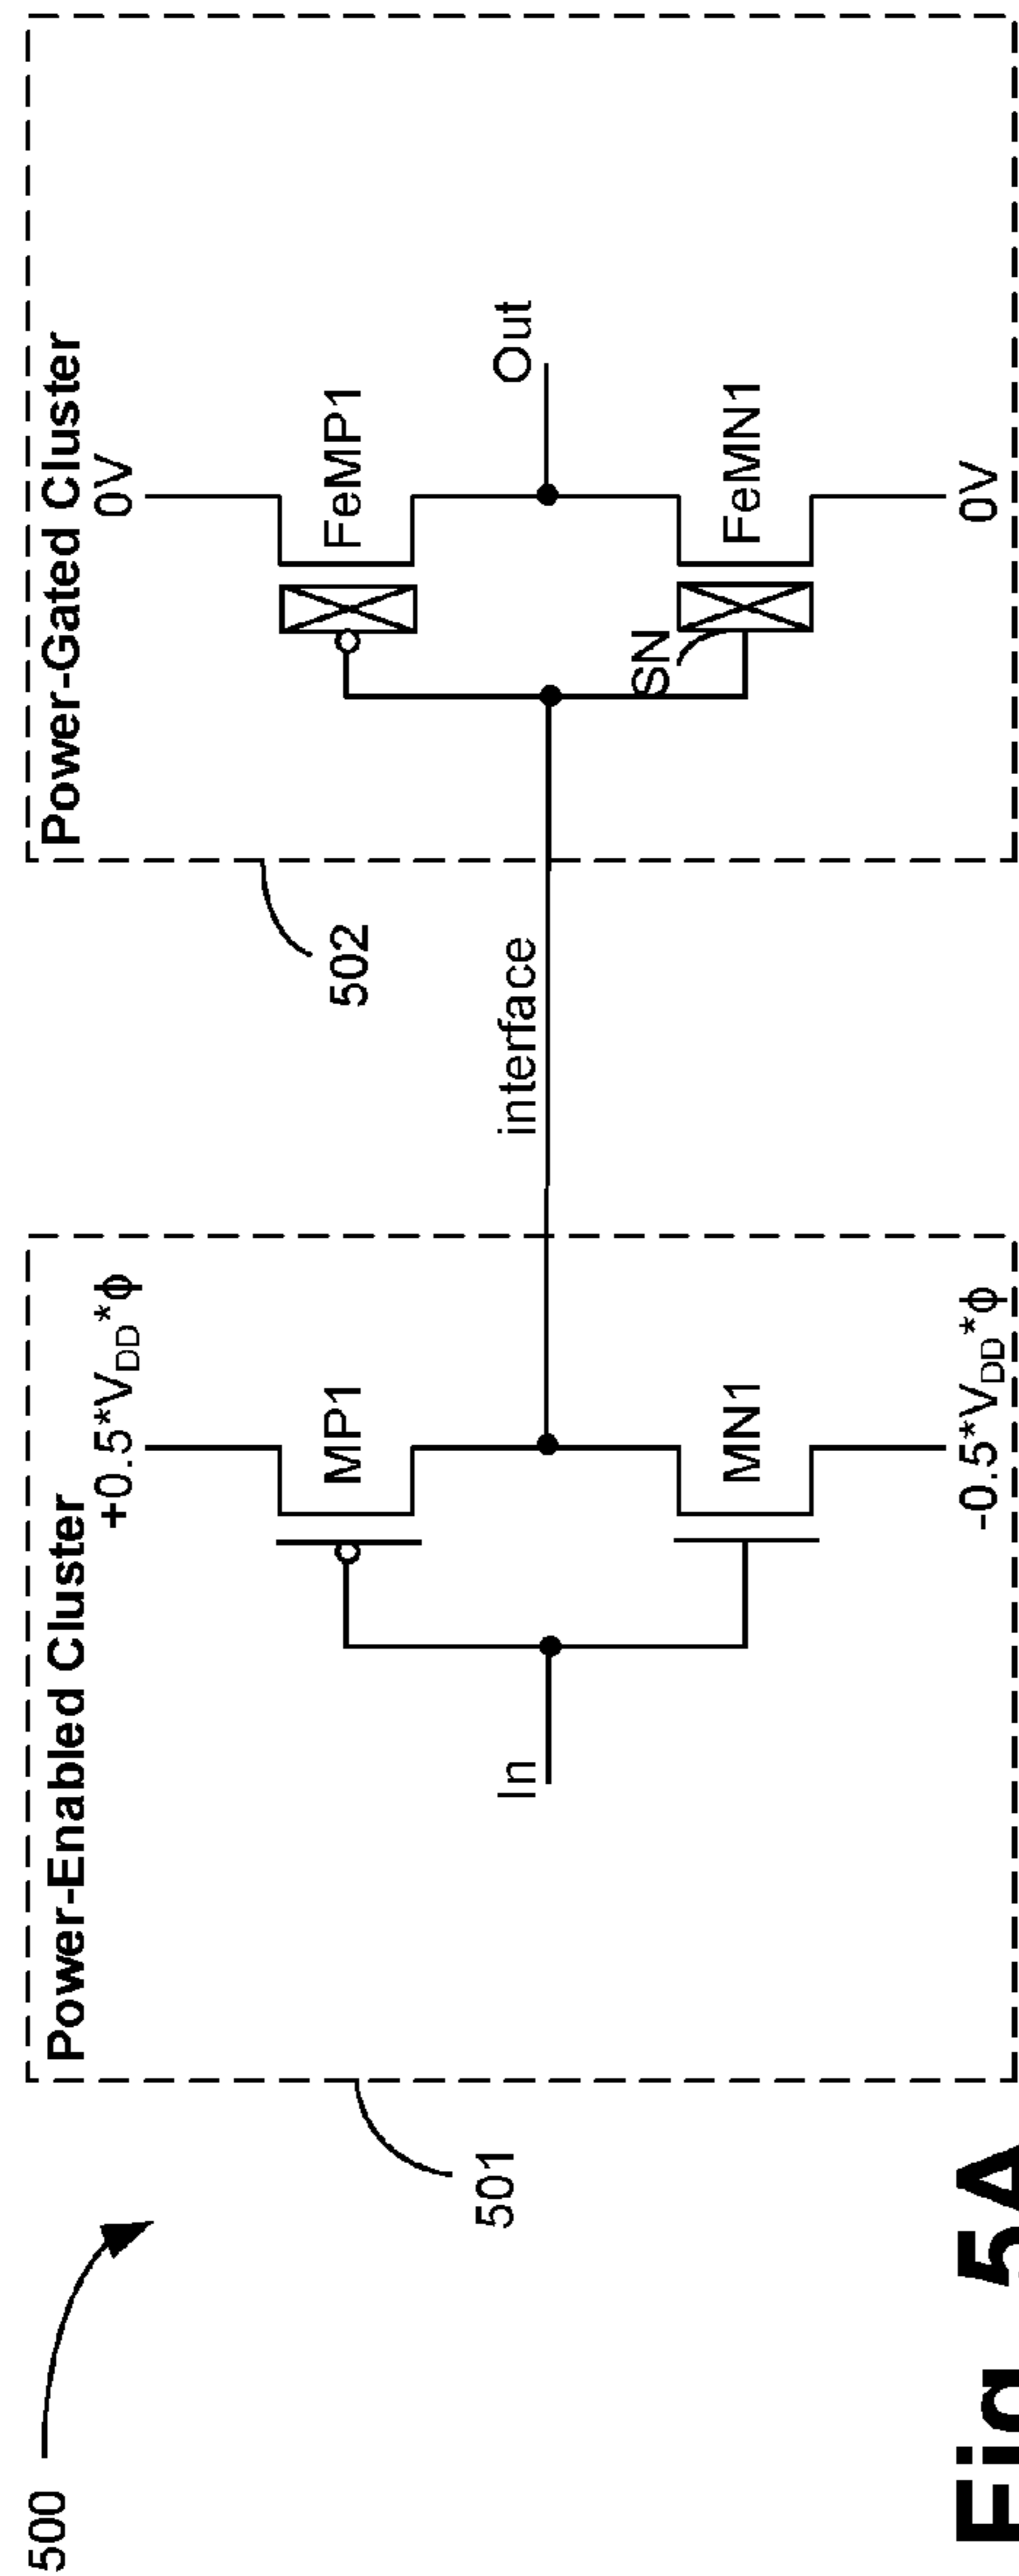 500
501
Power-Enabled Cluster
+0.5*V_DD*ϕ
MP1
In
MN1
-0.5*V_DD*ϕ
interface
502
Power-Gated Cluster
0V
FeMP1
Out
SN
FeMN1
0V
Fig. 5A